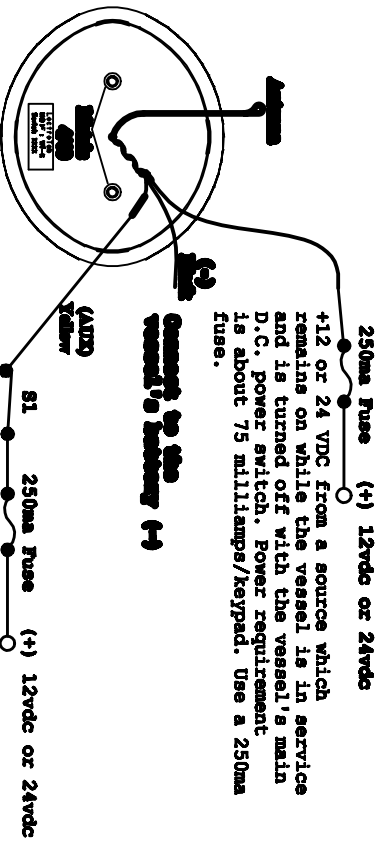 250ma Fuse (+) 12vdc or 24vdc
+12 or 24 VDC from a source which
remains on while the vessel is in service
and is turned off with the vessel's main
D.C. power switch. Power requirement
is about 75 milliamps/keypad. Use a 250ma
fuse.
Antenna
(-)
Black
Connect to the
vessel's battery (-)
(AUX)
Yellow
S1 250ma Fuse (+) 12vdc or 24vdc